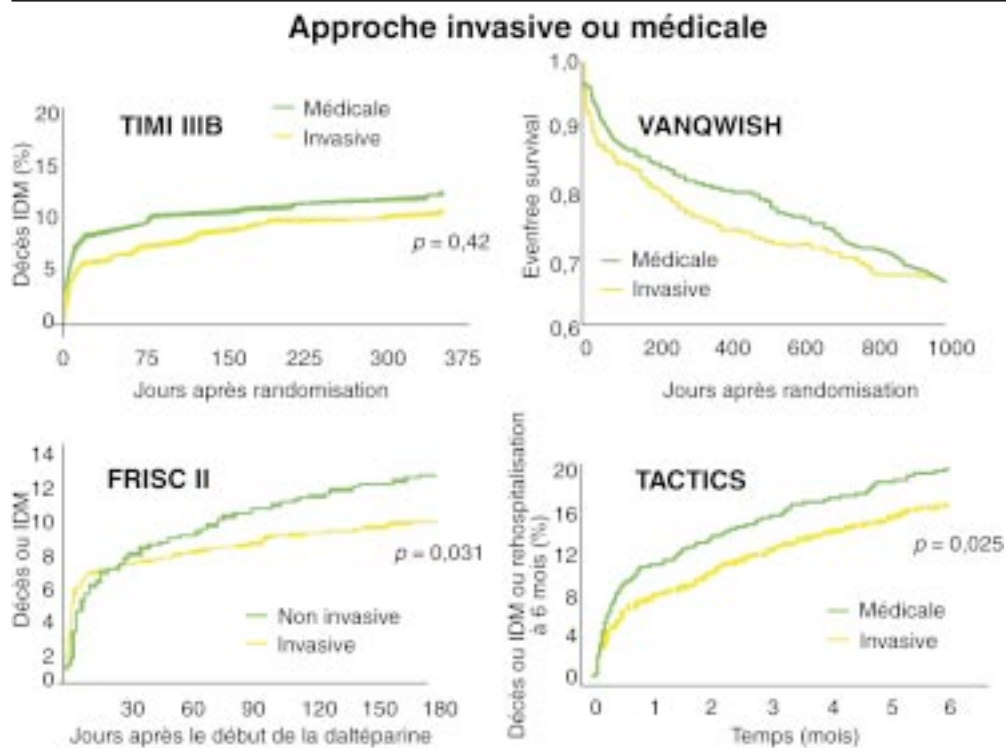 Approche invasive ou médicale
TIMI IIIB
Médicale
Invasive
Décès IDM (%)
20
15
10
5
0
p = 0,42
0 75 150 225 300 375
Jours après randomisation
VANQWISH
Evenfree survival
1,0
0,9
0.8
0.7
0,6
Médicale
Invasive
0 200 400 600 800 1000
Jours après randomisation
FRISC II
Décès ou IDM
14
12
10
8
6
4
2
0
p = 0,031
Non invasive
Invasive
30 60 90 120 150 180
Jours après le début de la daltéparine
TACTICS
Décès ou IDM ou rehospitalisation
à 6 mois (%)
20
16
12
8
4
0
p = 0,025
Médicale
Invasive
0 1 2 3 4 5 6
Temps (mois)